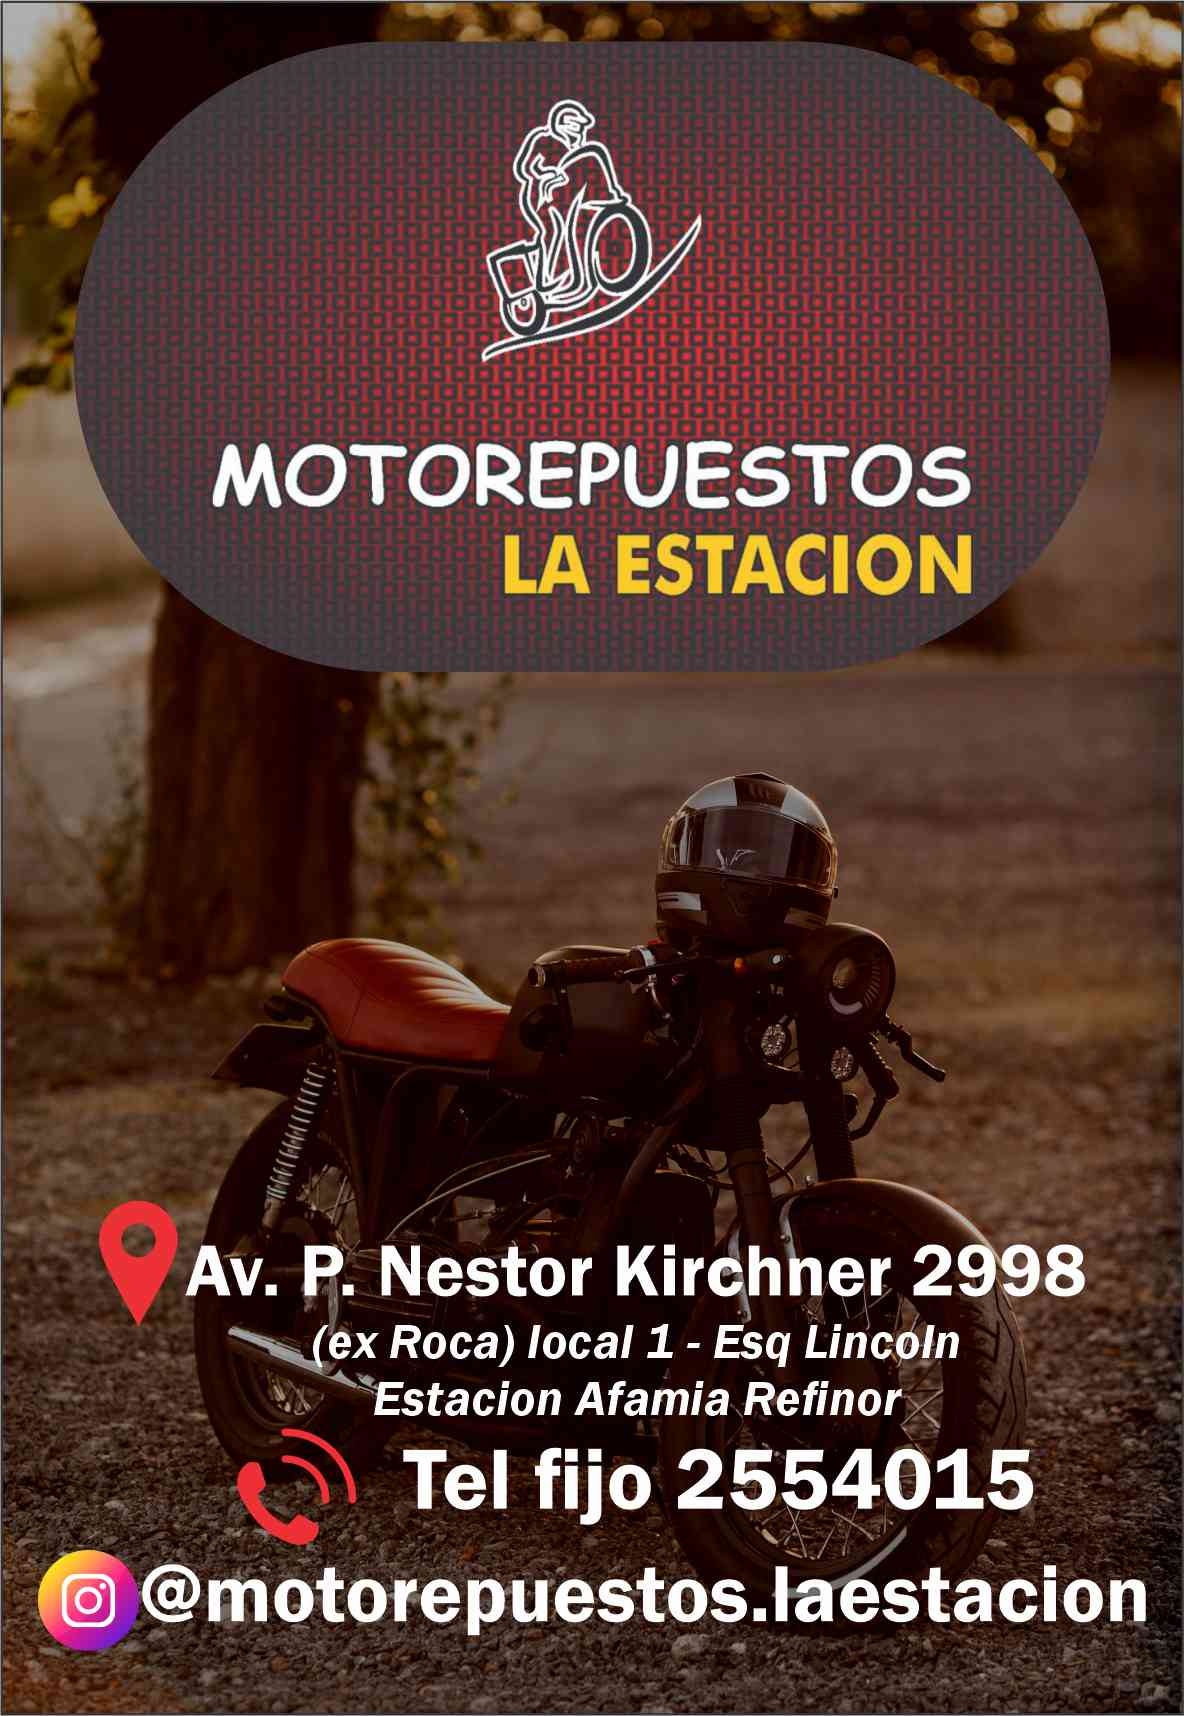 MOTOREPUESTOS
LA ESTACION
Av. P. Nestor Kirchner 2998
(ex Roca) local 1 - Esq Lincoln
Estacion Afamia Refinor
Tel fijo 2554015
@motorepuestos.laestacion